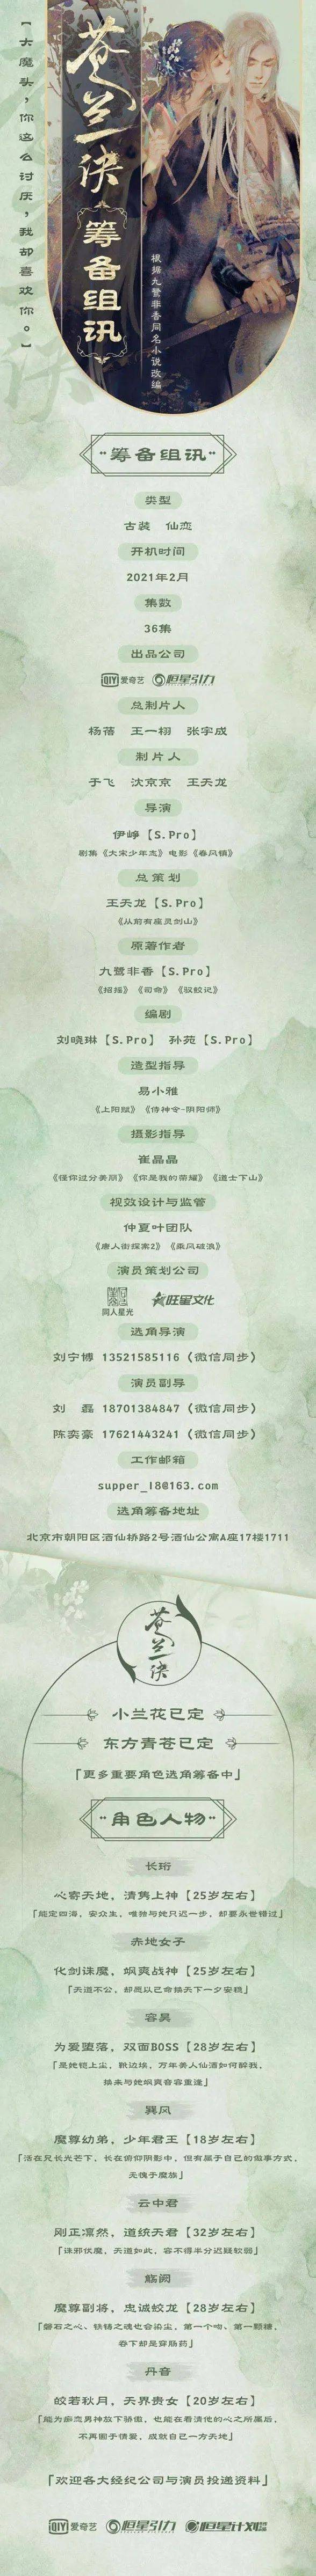 【大魔头，你这么讨厌，我却喜欢你。】
苍兰诀
筹备组讯
根据九鹭非香同名小说改编
筹备组讯
类型
古装 仙恋
开机时间
2021年2月
集数
36集
出品公司
QIY 爱奇艺 恒星引力
总制片人
杨蓓 王一栩 张宇成
制片人
于飞 沈京京 王天龙
导演
伊峥【S.Pro】
剧集《大宋少年志》电影《春风镇》
总策划
王天龙【S.Pro】
《从前有座灵剑山》
原著作者
九鹭非香【S.Pro】
《招摇》《司命》《驭鲛记》
编剧
刘晓琳【S.Pro】 孙苑【S.Pro】
造型指导
易小雅
《上阳赋》《侍神令-阴阳师》
摄影指导
崔晶晶
《怪你过分美丽》《你是我的荣耀》《道士下山》
视效设计与监管
仲夏叶团队
《唐人街探案2》《乘风破浪》
演员策划公司
同人星光 旺星文化
选角导演
刘宁博 13521585116（微信同步）
演员副导
刘 磊 18701384847（微信同步）
陈奕豪 17621443241（微信同步）
工作邮箱
supper_18@163.com
选角筹备地址
北京市朝阳区酒仙桥路2号酒仙公寓A座17楼1711
苍兰诀
小兰花已定
东方青苍已定
「更多重要角色选角筹备中」
角色人物
长珩
心寄天地，清隽上神【25岁左右】
「能定四海，安众生，唯独与她只迟一步，却要永世错过」
赤地女子
化剑诛魔，飒爽战神【25岁左右】
「天道不公，却愿以己命换天下一夕安稳」
容昊
为爱堕落，双面BOSS【28岁左右】
「是她铠上尘，靴边埃，万年美人仙酒如何醉我，
换来与她飒爽音容重逢」
巽风
魔尊幼弟，少年君王【18岁左右】
「活在兄长光芒下，长在俯仰阴影中，但有属于自己的做事方式，
无愧于魔族」
云中君
刚正凛然，道统天君【32岁左右】
「诛邪伏魔，天道如此，容不得半分迟疑软弱」
觞阙
魔尊副将，忠诚蛟龙【28岁左右】
「磐石之心、铁铸之魂也会染尘，第一个吻、第一颗糖，
吞下却是穿肠药」
丹音
皎若秋月，天界贵女【20岁左右】
「能为痴恋男神放下骄傲，也能在看清他的心之所属后，
不再囿于情爱，成就自己一方天地」
「欢迎各大经纪公司与演员投递资料」
QIY 爱奇艺 恒星引力 恒星计划